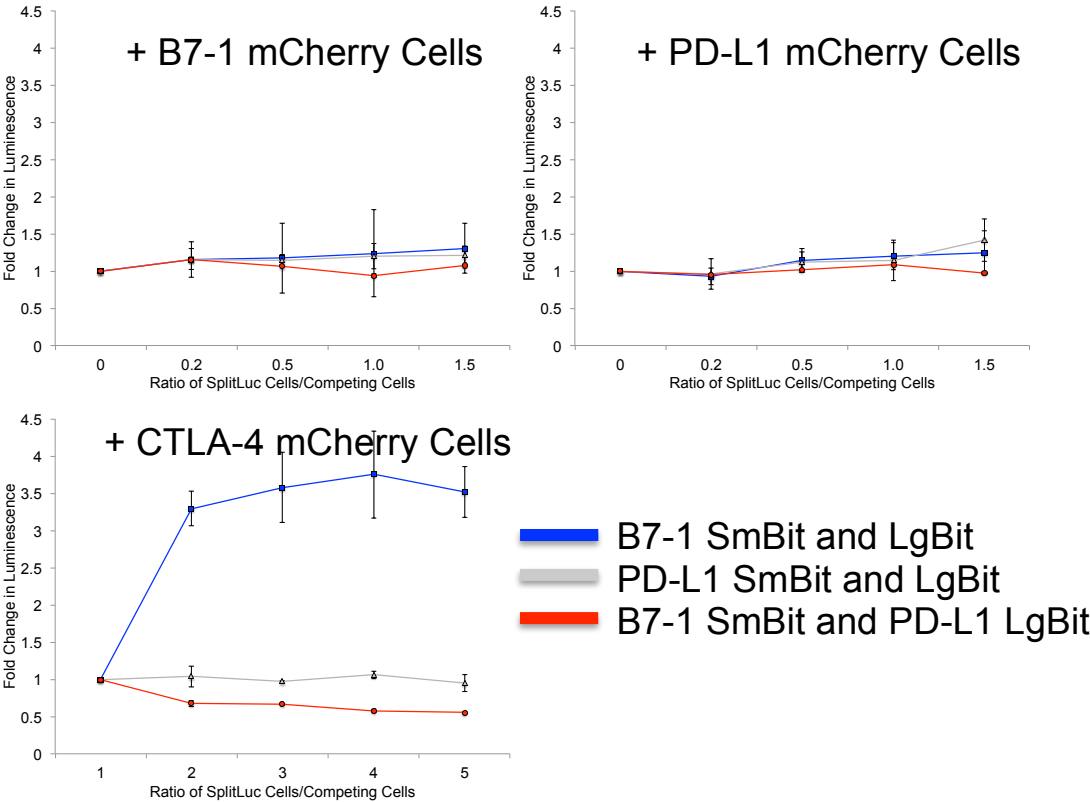 + B7-1 mCherry Cells
Fold Change in Luminescence
4.5
4
3.5
3
2.5
2
1.5
1
0.5
0
0 0.2 0.5 1.0 1.5
Ratio of SplitLuc Cells/Competing Cells
+ PD-L1 mCherry Cells
Fold Change in Luminescence
4.5
4
3.5
3
2.5
2
1.5
1
0.5
0
0 0.2 0.5 1.0 1.5
Ratio of SplitLuc Cells/Competing Cells
+ CTLA-4 mCherry Cells
Fold Change in Luminescence
4.5
4
3.5
3
2.5
2
1.5
1
0.5
0
1 2 3 4 5
Ratio of SplitLuc Cells/Competing Cells
B7-1 SmBit and LgBit
PD-L1 SmBit and LgBit
B7-1 SmBit and PD-L1 LgBit